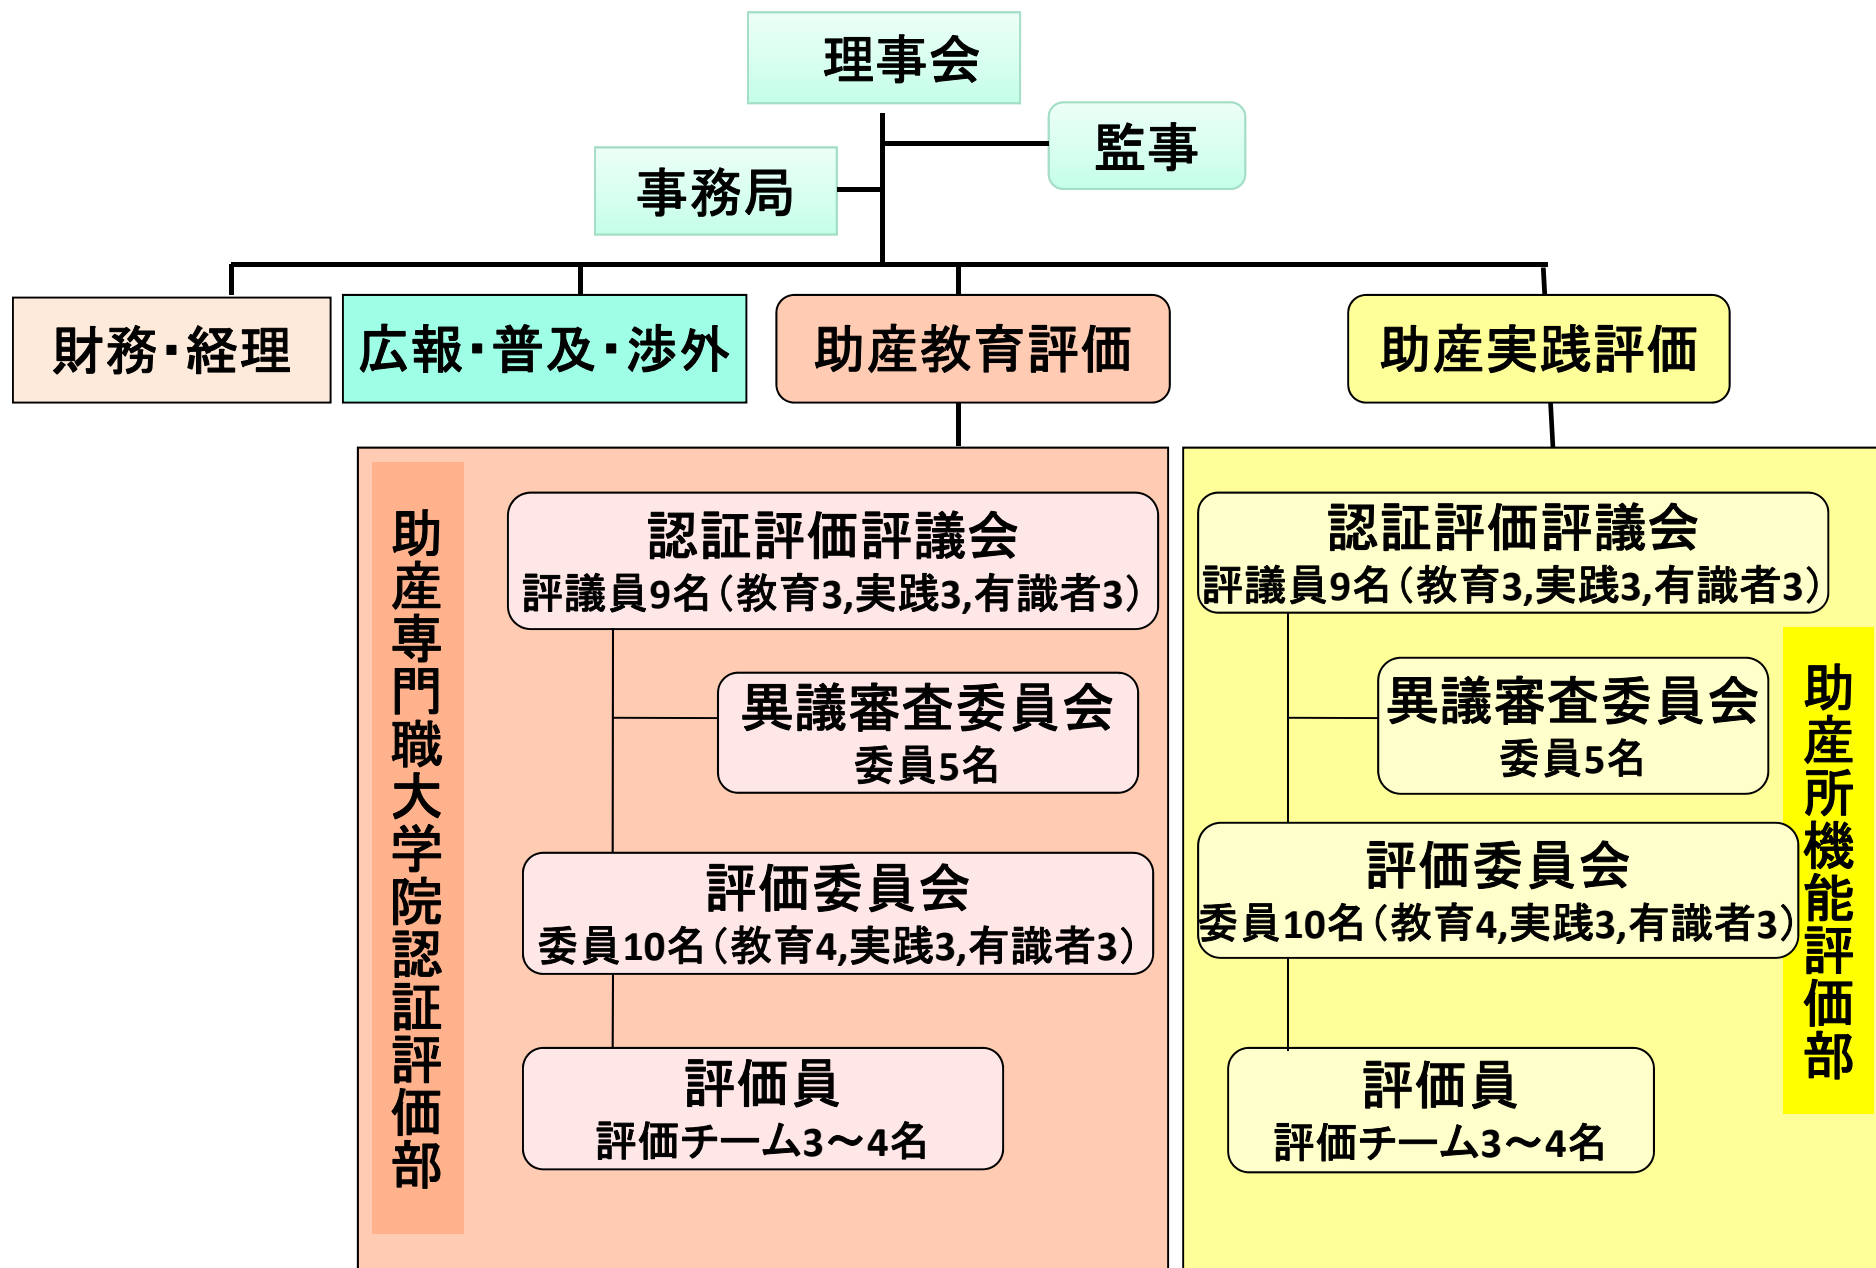 理事会
監事
事務局
財務・経理
広報・普及・渉外
助産教育評価
助産実践評価
助産専門職大学院認証評価部
認証評価評議会
評議員9名（教育3,実践3,有識者3）
異議審査委員会
委員5名
評価委員会
委員10名（教育4,実践3,有識者3）
評価員
評価チーム3～4名
認証評価評議会
評議員9名（教育3,実践3,有識者3）
異議審査委員会
委員5名
評価委員会
委員10名（教育4,実践3,有識者3）
評価員
評価チーム3～4名
助産所機能評価部